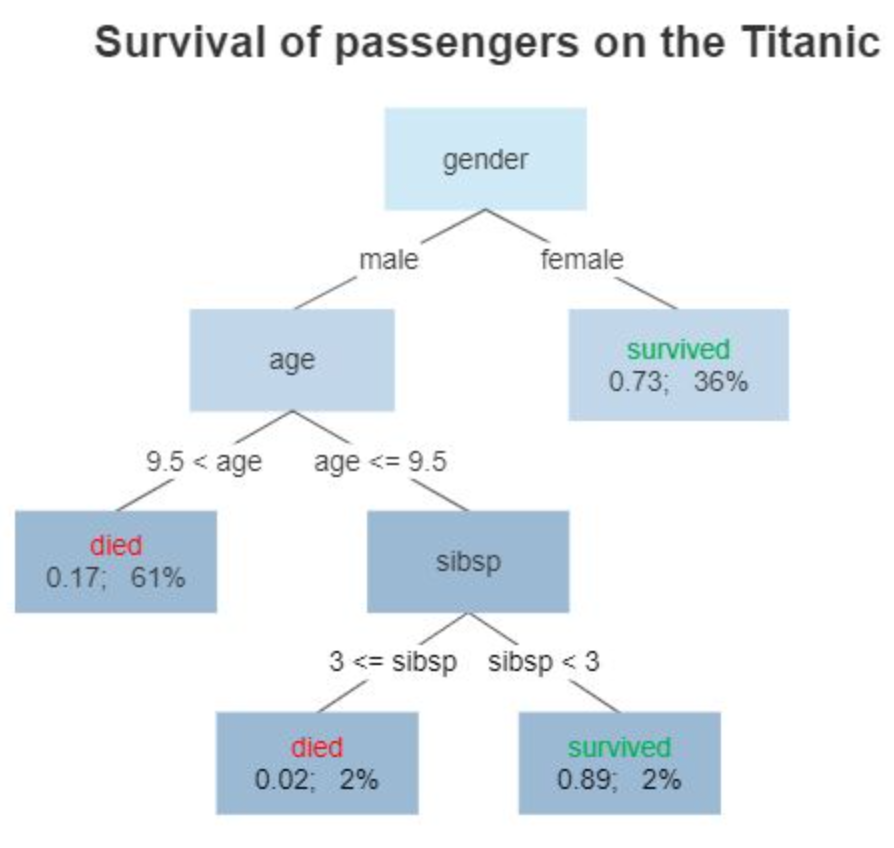 Survival of passengers on the Titanic
gender
male
female
age
survived
0.73; 36%
9.5 < age
age <= 9.5
died
0.17; 61%
sibsp
3 <= sibsp
sibsp < 3
died
0.02; 2%
survived
0.89; 2%